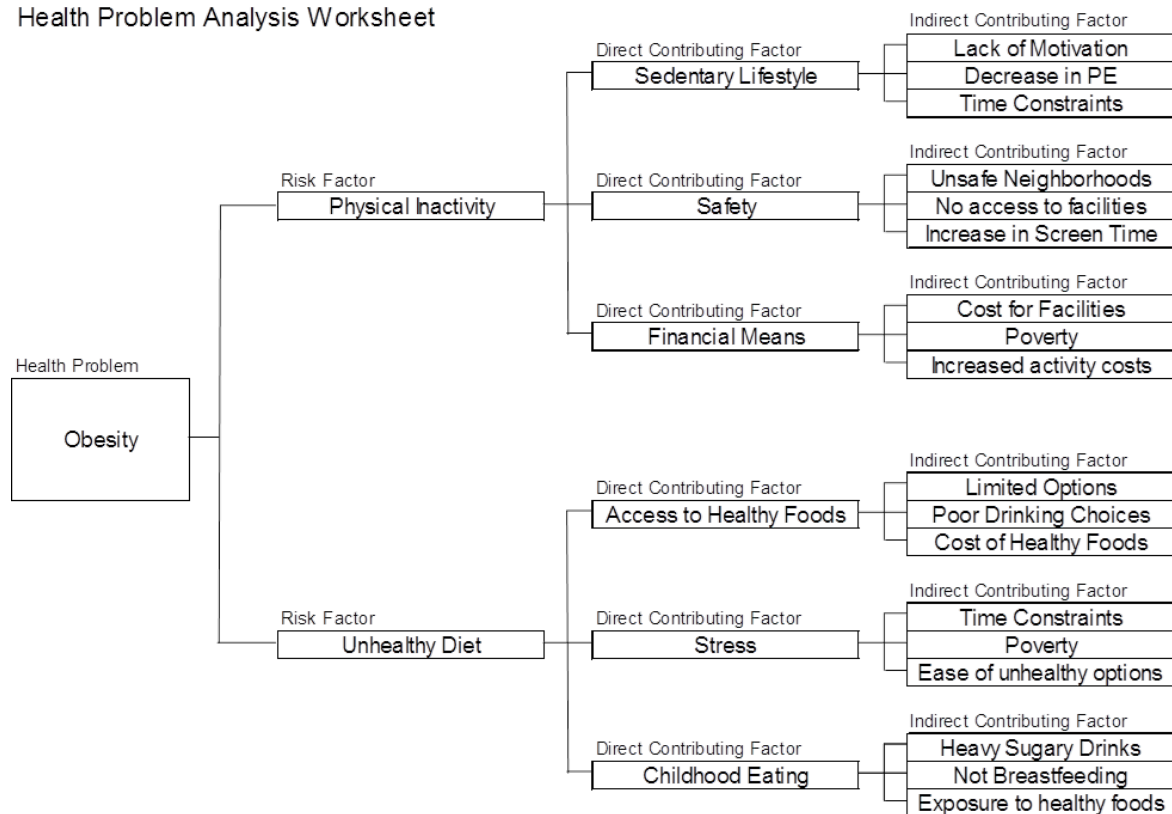 Health Problem Analysis Worksheet
Health Problem
Obesity
Risk Factor
Physical Inactivity
Direct Contributing Factor
Sedentary Lifestyle
Indirect Contributing Factor
Lack of Motivation
Decrease in PE
Time Constraints
Direct Contributing Factor
Safety
Indirect Contributing Factor
Unsafe Neighborhoods
No access to facilities
Increase in Screen Time
Direct Contributing Factor
Financial Means
Indirect Contributing Factor
Cost for Facilities
Poverty
Increased activity costs
Risk Factor
Unhealthy Diet
Direct Contributing Factor
Access to Healthy Foods
Indirect Contributing Factor
Limited Options
Poor Drinking Choices
Cost of Healthy Foods
Direct Contributing Factor
Stress
Indirect Contributing Factor
Time Constraints
Poverty
Ease of unhealthy options
Direct Contributing Factor
Childhood Eating
Indirect Contributing Factor
Heavy Sugary Drinks
Not Breastfeeding
Exposure to healthy foods